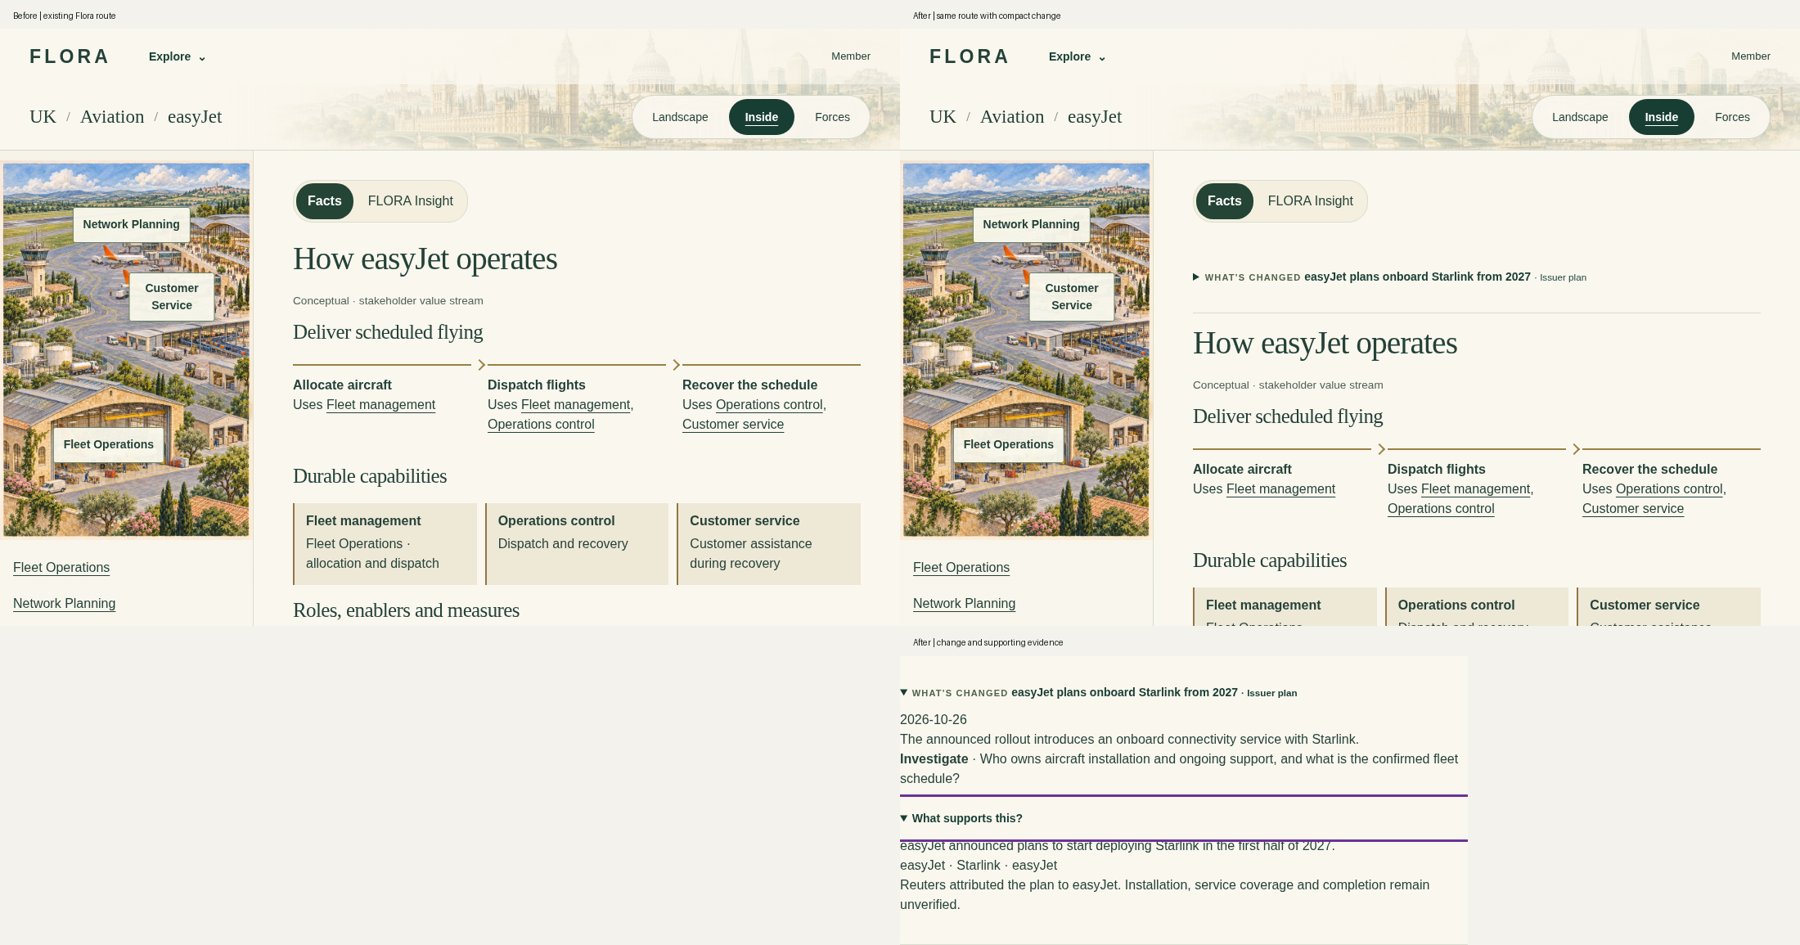 Before | existing Flora route
FLORA
Explore
Member
UK / Aviation / easyJet
Landscape
Inside
Forces
Network Planning
Customer
Service
Fleet Operations
Fleet Operations
Network Planning
Facts
FLORA Insight
How easyJet operates
Conceptual · stakeholder value stream
Deliver scheduled flying
Allocate aircraft
Uses Fleet management
Dispatch flights
Uses Fleet management,
Operations control
Recover the schedule
Uses Operations control,
Customer service
Durable capabilities
Fleet management
Fleet Operations ·
allocation and dispatch
Operations control
Dispatch and recovery
Customer service
Customer assistance
during recovery
Roles, enablers and measures
After | same route with compact change
FLORA
Explore
Member
UK / Aviation / easyJet
Landscape
Inside
Forces
Network Planning
Customer
Service
Fleet Operations
Fleet Operations
Network Planning
Facts
FLORA Insight
WHAT'S CHANGED easyJet plans onboard Starlink from 2027 · Issuer plan
How easyJet operates
Conceptual · stakeholder value stream
Deliver scheduled flying
Allocate aircraft
Uses Fleet management
Dispatch flights
Uses Fleet management,
Operations control
Recover the schedule
Uses Operations control,
Customer service
Durable capabilities
Fleet management
Fleet Operations
Operations control
Dispatch and recovery
Customer service
Customer assistance
After | change and supporting evidence
WHAT'S CHANGED easyJet plans onboard Starlink from 2027 · Issuer plan
2026-10-26
The announced rollout introduces an onboard connectivity service with Starlink.
Investigate · Who owns aircraft installation and ongoing support, and what is the confirmed fleet
schedule?
What supports this?
easyJet announced plans to start deploying Starlink in the first half of 2027.
easyJet · Starlink · easyJet
Reuters attributed the plan to easyJet. Installation, service coverage and completion remain
unverified.